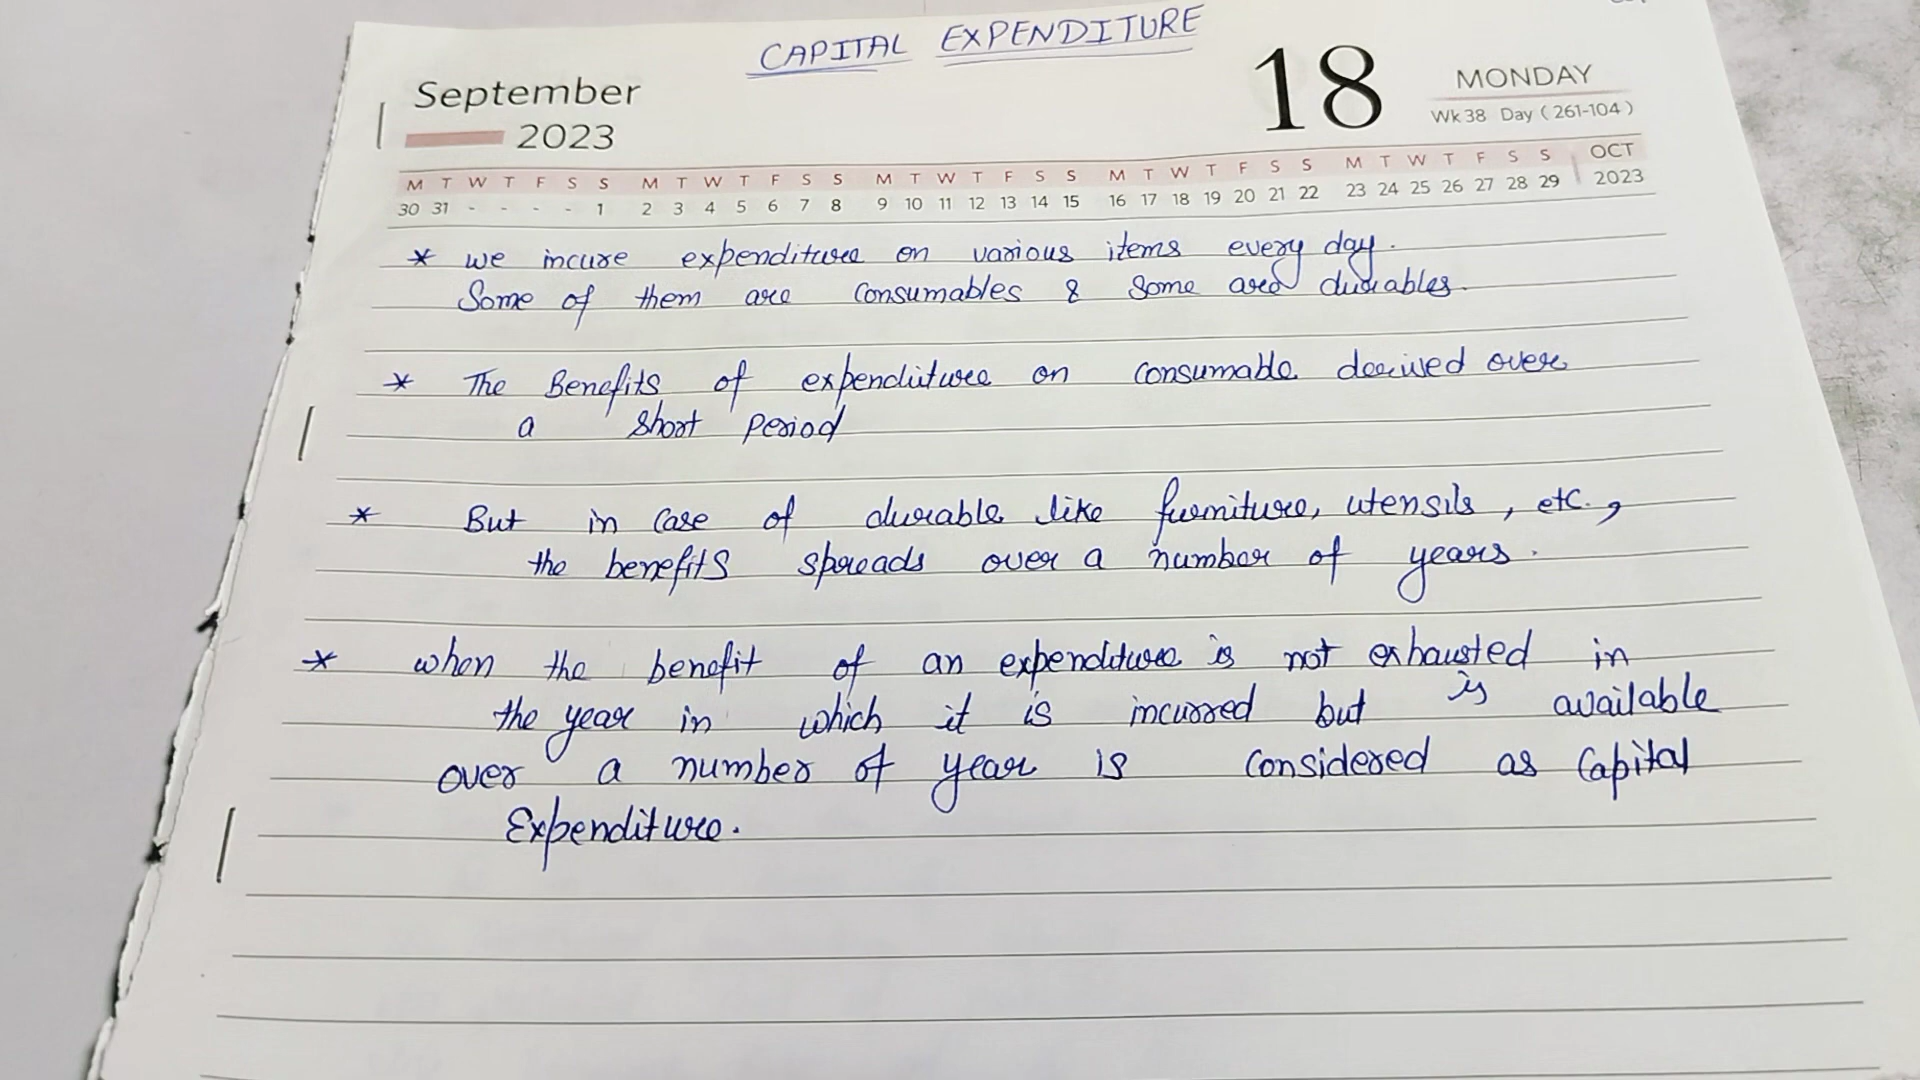 CAPITAL EXPENDITURE
September
2023
18
MONDAY
Wk 38 Day (261-104)
M T W T F S S M T W T F S S M T W T F S S M T W T F S S M T W T F S S OCT
30 31 - - - - 1 2 3 4 5 6 7 8 9 10 11 12 13 14 15 16 17 18 19 20 21 22 23 24 25 26 27 28 29 2023
* we incure expenditure on various items every day.
Some of them are Consumables & Some are durables.
* The Benefits of expenditure on Consumable derived over
a Short Period
* But in Case of durable like furniture, utensils, etc.,
the benefits spreads over a number of years.
* when the benefit of an expenditure is not exhausted in
the year in which it is incurred but is available
over a number of year is Considered as Capital
Expenditure.